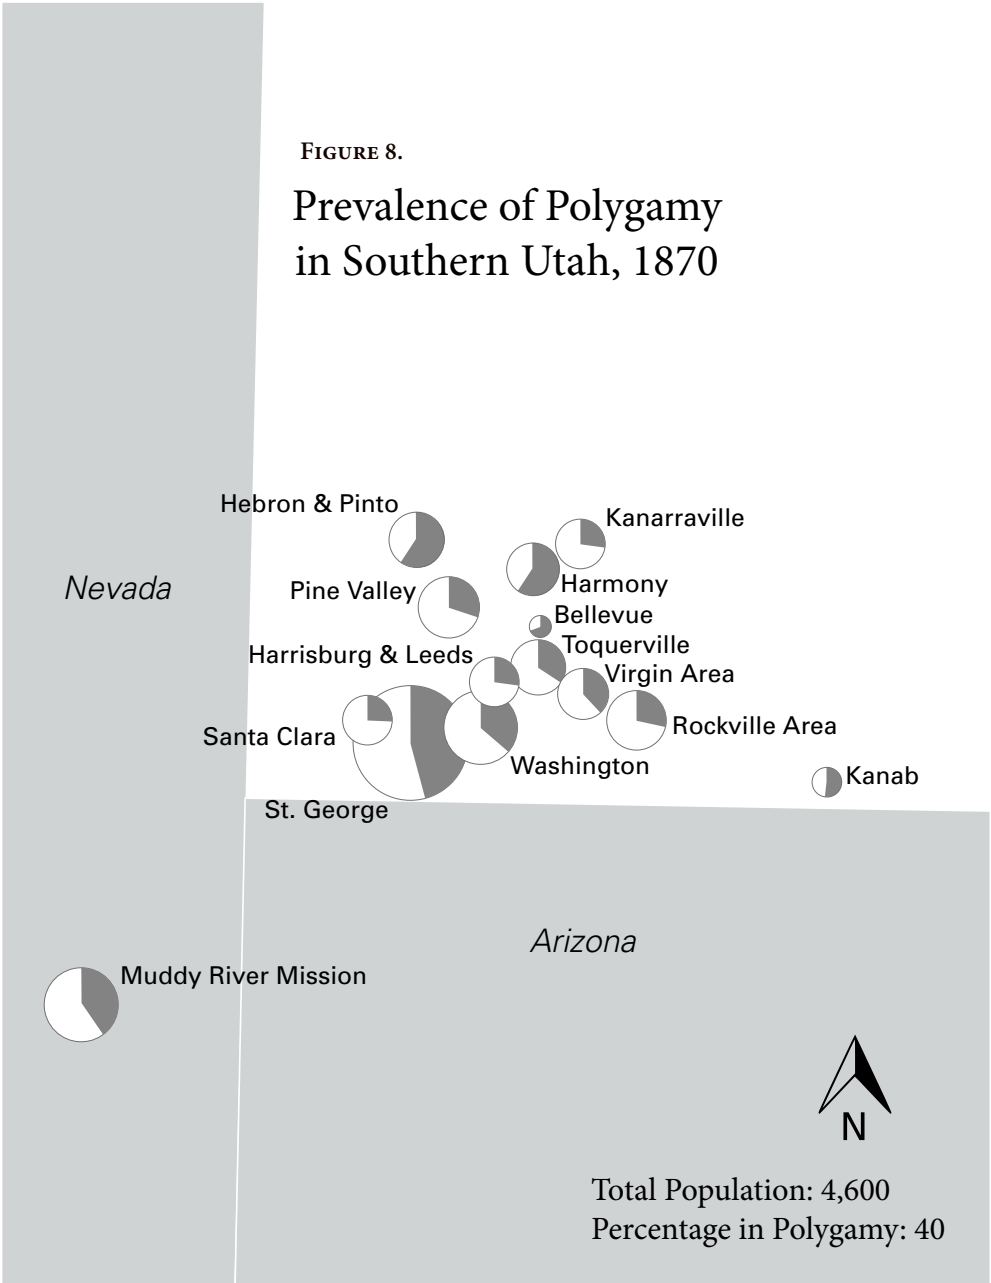 FIGURE 8.
Prevalence of Polygamy
in Southern Utah, 1870
Hebron & Pinto
Kanarraville
Nevada
Pine Valley
Harmony
Bellevue
Toquerville
Harrisburg & Leeds
Virgin Area
Rockville Area
Santa Clara
Washington
Kanab
St. George
Arizona
Muddy River Mission
N
Total Population: 4,600
Percentage in Polygamy: 40